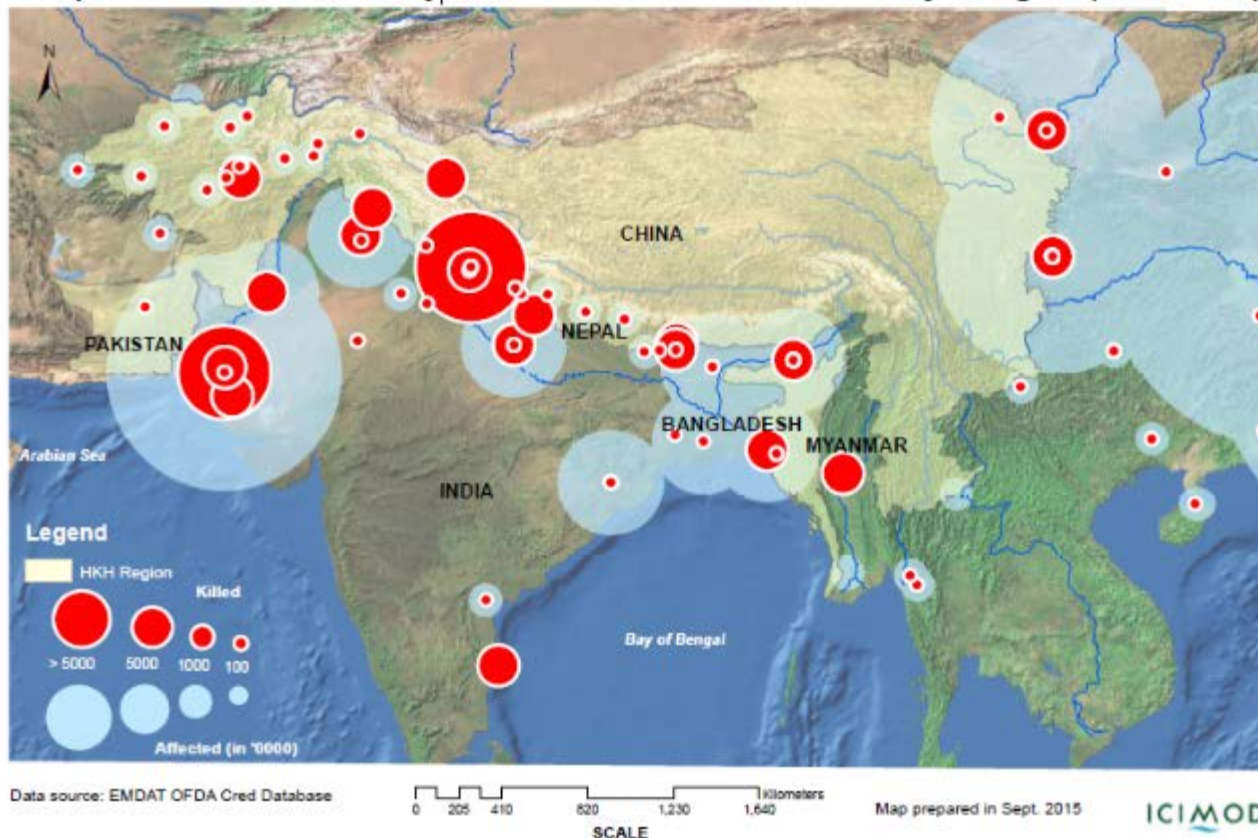 N
CHINA
PAKISTAN
NEPAL
BANGLADESH
MYANMAR
Arabian Sea
INDIA
Bay of Bengal
Legend
HKH Region
Killed
> 5000 5000 1000 100
Affected (in '0000)
Data source: EMDAT OFDA Cred Database
0 205 410 820 1,230 1,640 Kilometers
SCALE
Map prepared in Sept. 2015
ICIMOD